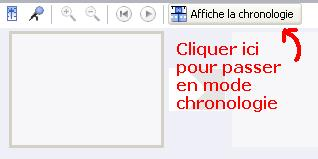 Affiche la chronologie
Cliquer ici
pour passer
en mode
chronologie